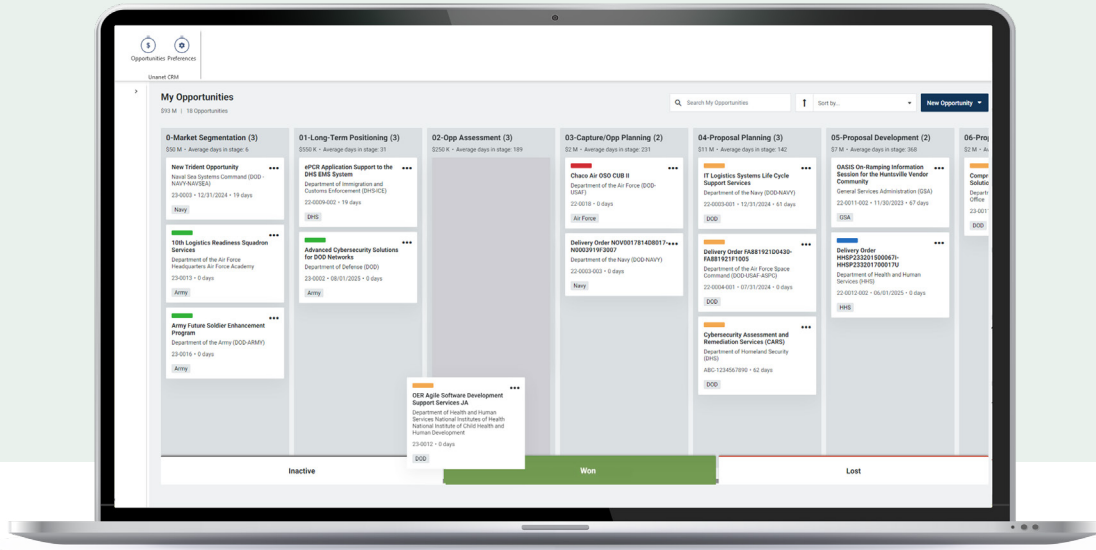 Opportunities Preferences
Unanet CRM
My Opportunities
$93 M | 18 Opportunities
Search My Opportunities
Sort by...
New Opportunity
0-Market Segmentation (3)
$50 M • Average days in stage: 6
New Trident Opportunity
Naval Sea Systems Command (DOD -
NAVY-NAVSEA)
23-0003 • 12/31/2024 • 19 days
Navy
10th Logistics Readiness Squadron
Services
Department of the Air Force
Headquarters Air Force Academy
23-0013 • 0 days
Army
Army Future Soldier Enhancement
Program
Department of the Army (DOD-ARMY)
23-0016 • 0 days
Army
01-Long-Term Positioning (3)
$550 K • Average days in stage: 31
ePCR Application Support to the
DHS EMS System
Department of Immigration and
Customs Enforcement (DHS-ICE)
22-0009-002 • 19 days
DHS
Advanced Cybersecurity Solutions
for DOD Networks
Department of Defense (DOD)
23-0002 • 08/01/2025 • 0 days
Army
02-Opp Assessment (3)
$250 K • Average days in stage: 189
OER Agile Software Development
Support Services JA
Department of Health and Human
Services National Institutes of Health
National Institute of Child Health and
Human Development
23-0012 • 0 days
DOD
03-Capture/Opp Planning (2)
$2 M • Average days in stage: 231
Chaco Air OSO CUB II
Department of the Air Force (DOD-
USAF)
22-0018 • 0 days
Air Force
Delivery Order NOV0017814D8017-
N0003919F3007
Department of the Navy (DOD-NAVY)
22-0003-003 • 0 days
Navy
04-Proposal Planning (3)
$11 M • Average days in stage: 142
IT Logistics Systems Life Cycle
Support Services
Department of the Navy (DOD-NAVY)
22-0003-001 • 12/31/2024 • 61 days
DOD
Delivery Order FA881921D0430-
FA881921F1005
Department of the Air Force Space
Command (DOD-USAF-ASPC)
22-0004-001 • 07/31/2024 • 0 days
DOD
Cybersecurity Assessment and
Remediation Services (CARS)
Department of Homeland Security
(DHS)
ABC-1234567890 • 62 days
DOD
05-Proposal Development (2)
$7 M • Average days in stage: 368
OASIS On-Ramping Information
Session for the Huntsville Vendor
Community
General Services Administration (GSA)
22-0011-002 • 11/30/2023 • 67 days
GSA
Delivery Order
HHSP233201500067I-
HHSP233201700017U
Department of Health and Human
Services (HHS)
22-0012-002 • 06/01/2025 • 0 days
HHS
06-Prop
$2 M • A
Compr
Solutio
Departm
Office
23-0011
DOD
Inactive
Won
Lost